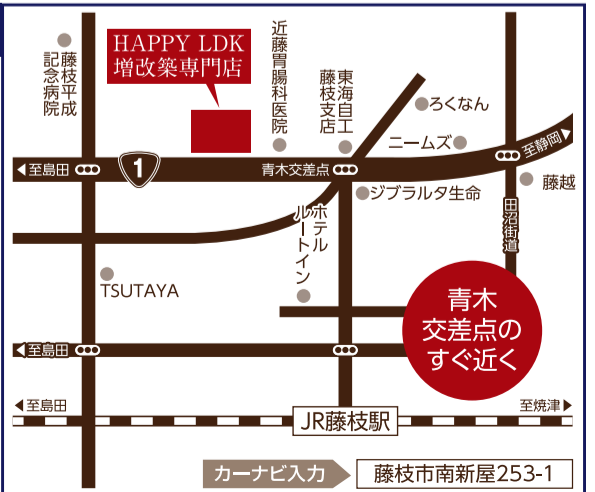 藤枝平成
記念病院
HAPPY LDK
増改築専門店
近藤胃腸科医院
東海自工
藤枝支店
ろくなん
ニームズ
至静岡
至島田
1
青木交差点
藤越
ジブラルタ生命
田沼街道
ホテル
ルートイン
TSUTAYA
青木
交差点の
すぐ近く
至島田
至島田
至焼津
JR藤枝駅
カーナビ入力
藤枝市南新屋253-1